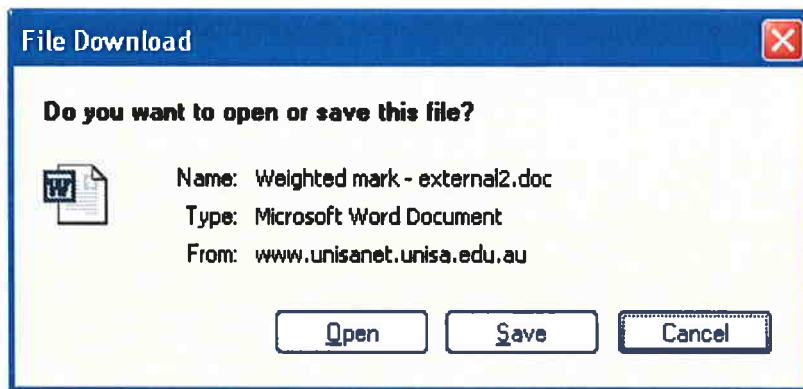 File Download
Do you want to open or save this file?
W
Name: Weighted mark - external2.doc
Type: Microsoft Word Document
From: www.unisanet.unisa.edu.au
Open Save Cancel